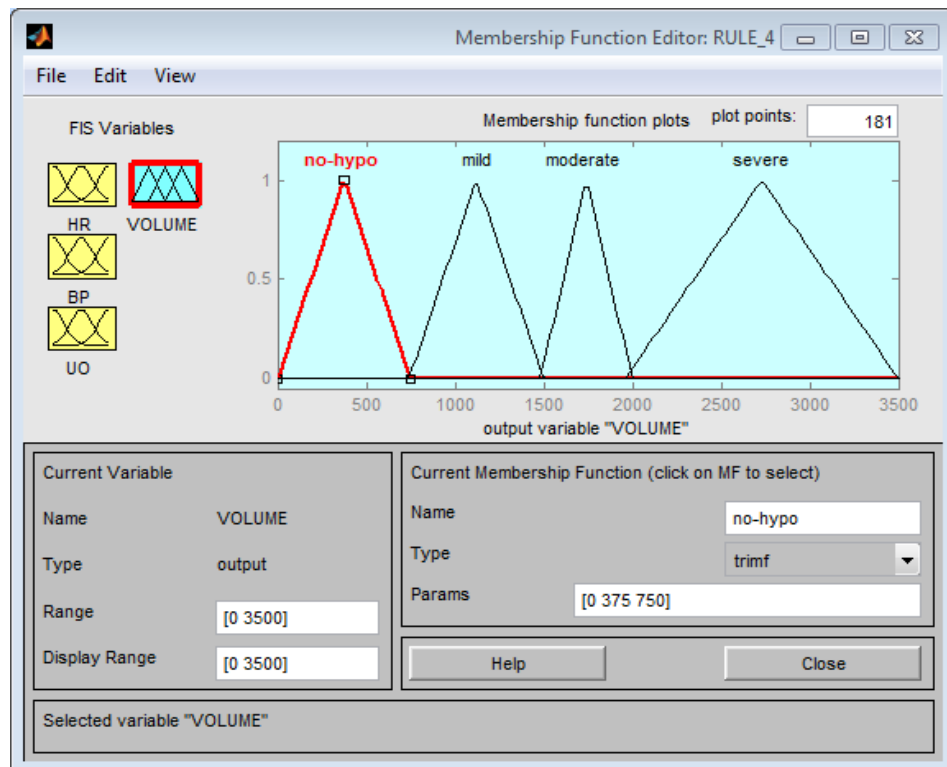 Membership Function Editor: RULE_4
File Edit View
FIS Variables
HR
VOLUME
BP
UO
Membership function plots
plot points:
181
no-hypo mild moderate severe
1
0.5
0
0 500 1000 1500 2000 2500 3000 3500
output variable "VOLUME"
Current Variable
Name VOLUME
Type output
Range [0 3500]
Display Range [0 3500]
Current Membership Function (click on MF to select)
Name no-hypo
Type trimf
Params [0 375 750]
Help Close
Selected variable "VOLUME"